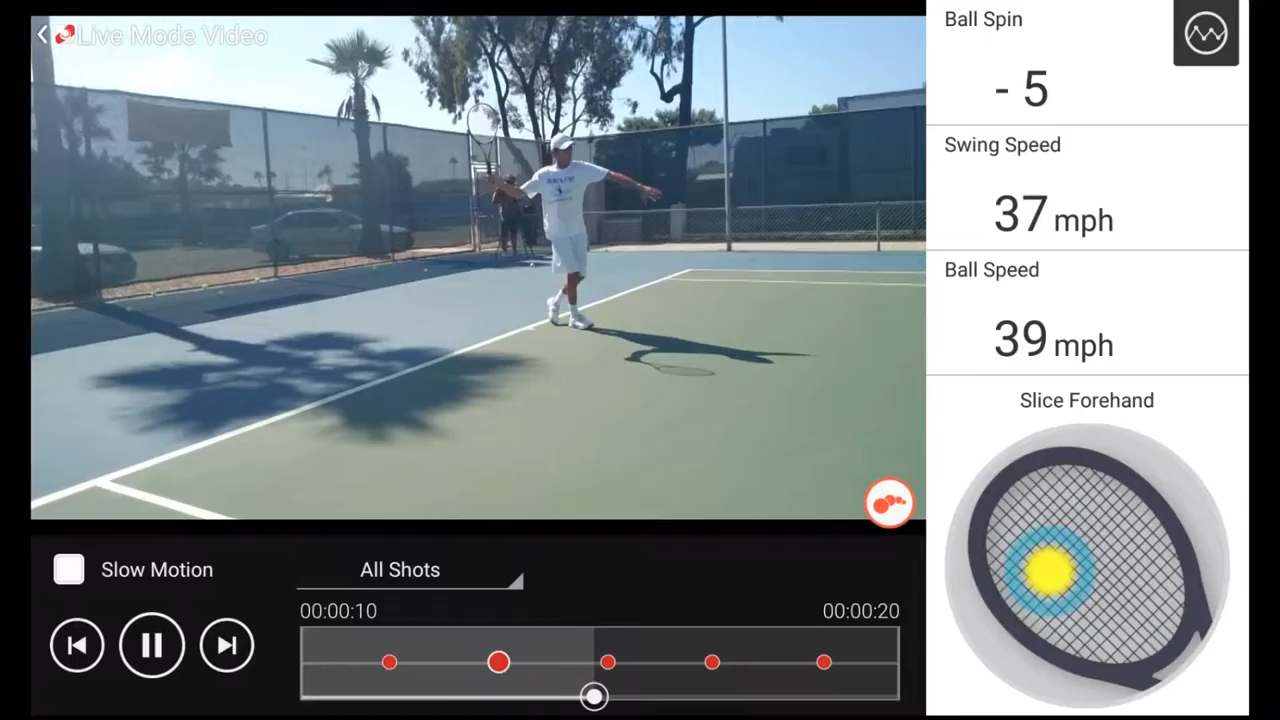 Live Mode Video
Ball Spin
- 5
Swing Speed
37 mph
Ball Speed
39 mph
Slice Forehand
Slow Motion
All Shots
00:00:10
00:00:20